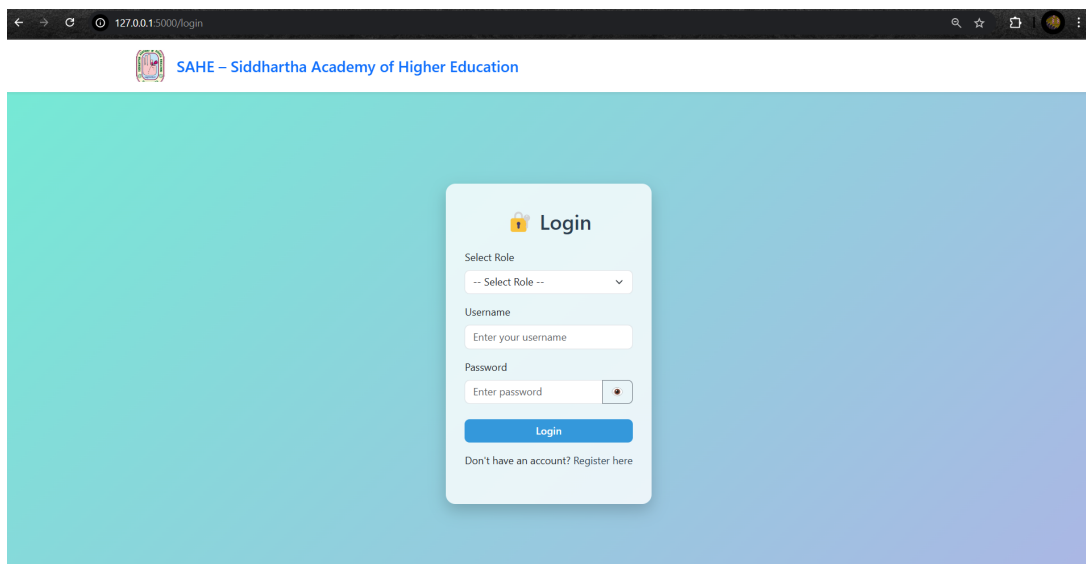 127.0.0.1:5000/login
SAHE – Siddhartha Academy of Higher Education
Login
Select Role
-- Select Role --
Username
Enter your username
Password
Enter password
Login
Don't have an account? Register here